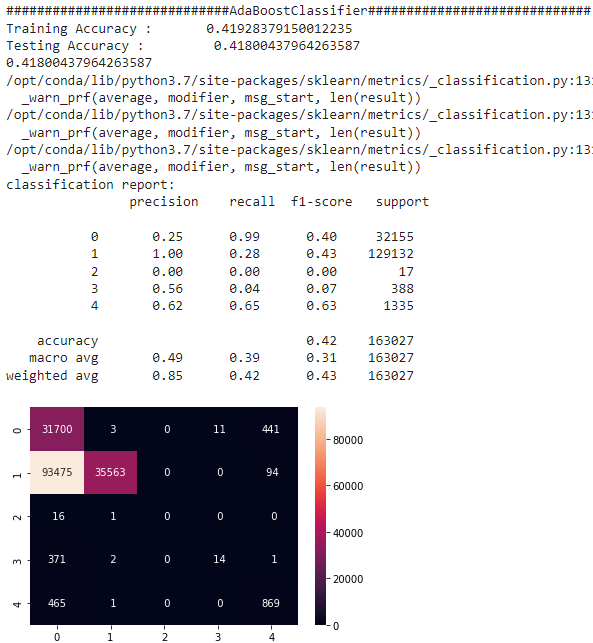 #############################AdaBoostClassifier#############################
Training Accuracy : 0.41928379150012235
Testing Accuracy : 0.41800437964263587
0.41800437964263587
/opt/conda/lib/python3.7/site-packages/sklearn/metrics/_classification.py:13
_warn_prf(average, modifier, msg_start, len(result))
/opt/conda/lib/python3.7/site-packages/sklearn/metrics/_classification.py:13
_warn_prf(average, modifier, msg_start, len(result))
/opt/conda/lib/python3.7/site-packages/sklearn/metrics/_classification.py:13
_warn_prf(average, modifier, msg_start, len(result))
classification report:
precision recall f1-score support
0 0.25 0.99 0.40 32155
1 1.00 0.28 0.43 129132
2 0.00 0.00 0.00 17
3 0.56 0.04 0.07 388
4 0.62 0.65 0.63 1335
accuracy 0.42 163027
macro avg 0.49 0.39 0.31 163027
weighted avg 0.85 0.42 0.43 163027
0 31700 3 0 11 441
1 93475 35563 0 0 94
2 16 1 0 0 0
3 371 2 0 14 1
4 465 1 0 0 869
0 1 2 3 4
80000
60000
40000
20000
0